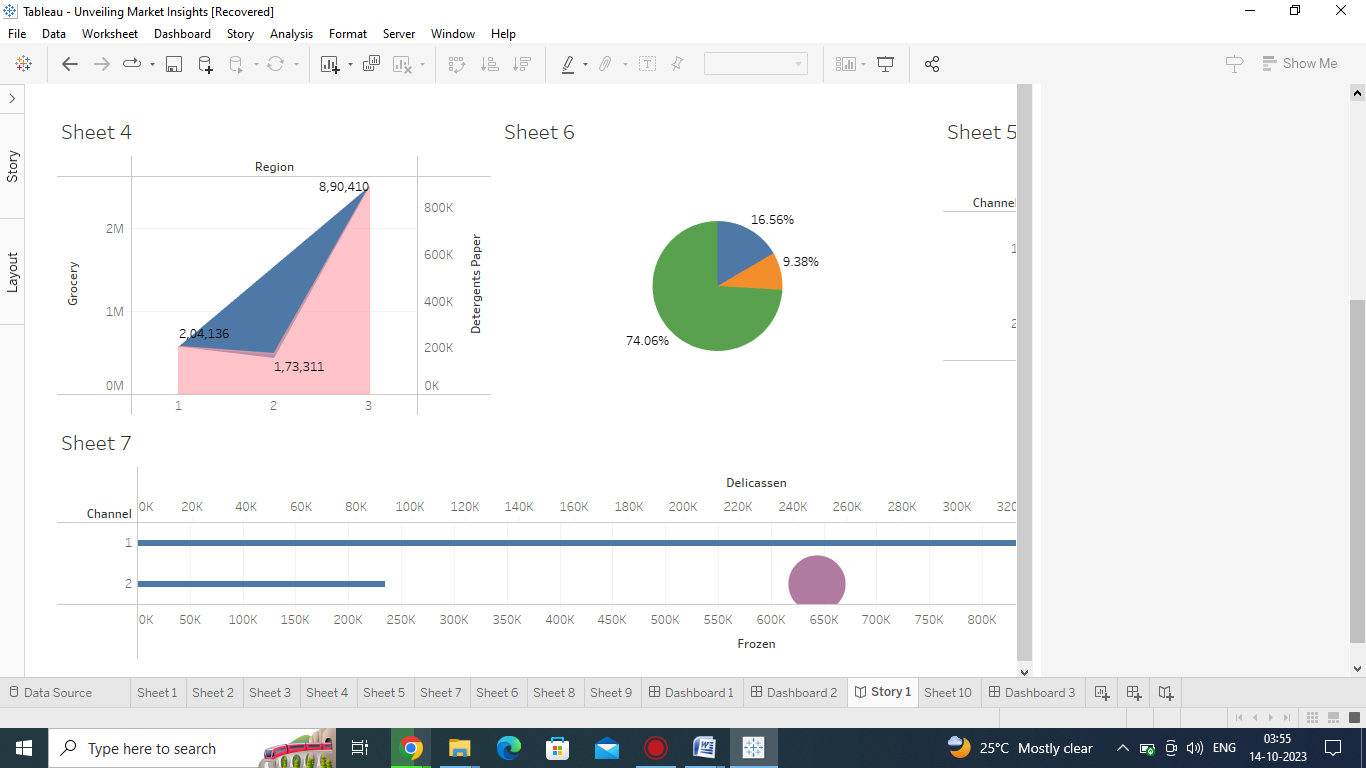 Tableau - Unveiling Market Insights [Recovered]
File Data Worksheet Dashboard Story Analysis Format Server Window Help
Show Me
Story
Layout
Sheet 4
Region
8,90,410
2,04,136
1,73,311
Grocery
2M
1M
0M
800K
600K
400K
200K
0K
Detergents Paper
1 2 3
Sheet 6
16.56%
9.38%
74.06%
Sheet 5
Channel
1
2
Sheet 7
Delicassen
0K 20K 40K 60K 80K 100K 120K 140K 160K 180K 200K 220K 240K 260K 280K 300K 320
Channel
1
2
0K 50K 100K 150K 200K 250K 300K 350K 400K 450K 500K 550K 600K 650K 700K 750K 800K
Frozen
Data Source Sheet 1 Sheet 2 Sheet 3 Sheet 4 Sheet 5 Sheet 7 Sheet 6 Sheet 8 Sheet 9 Dashboard 1 Dashboard 2 Story 1 Sheet 10 Dashboard 3
Type here to search
25°C Mostly clear
ENG
03:55
14-10-2023